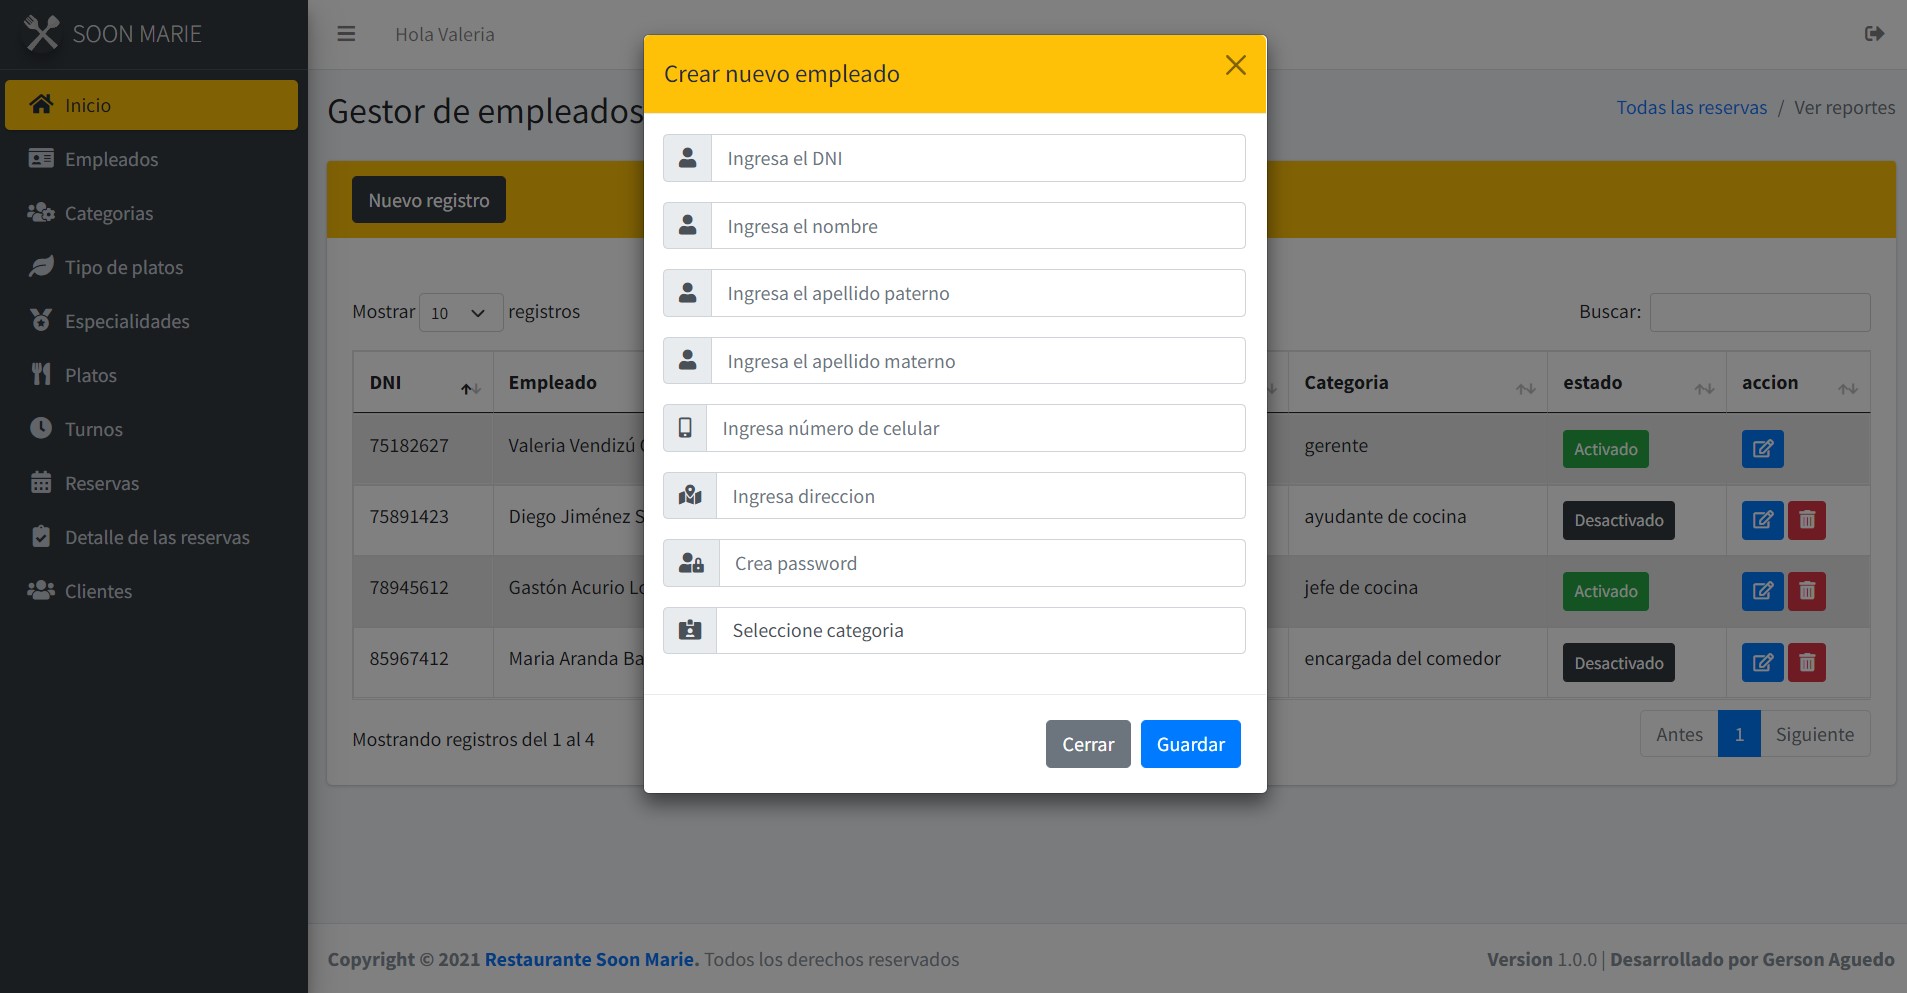 SOON MARIE
Hola Valeria
Inicio
Empleados
Categorias
Tipo de platos
Especialidades
Platos
Turnos
Reservas
Detalle de las reservas
Clientes
Gestor de empleados
Todas las reservas / Ver reportes
Nuevo registro
Mostrar 10 registros
Buscar:
DNI Empleado Categoria estado accion
75182627 Valeria Vendizú gerente Activado
75891423 Diego Jiménez S ayudante de cocina Desactivado
78945612 Gastón Acurio Lo jefe de cocina Activado
85967412 Maria Aranda Ba encargada del comedor Desactivado
Mostrando registros del 1 al 4
Antes 1 Siguiente
Crear nuevo empleado
Ingresa el DNI
Ingresa el nombre
Ingresa el apellido paterno
Ingresa el apellido materno
Ingresa número de celular
Ingresa direccion
Crea password
Seleccione categoria
Cerrar Guardar
Copyright © 2021 Restaurante Soon Marie. Todos los derechos reservados
Version 1.0.0 | Desarrollado por Gerson Aguedo